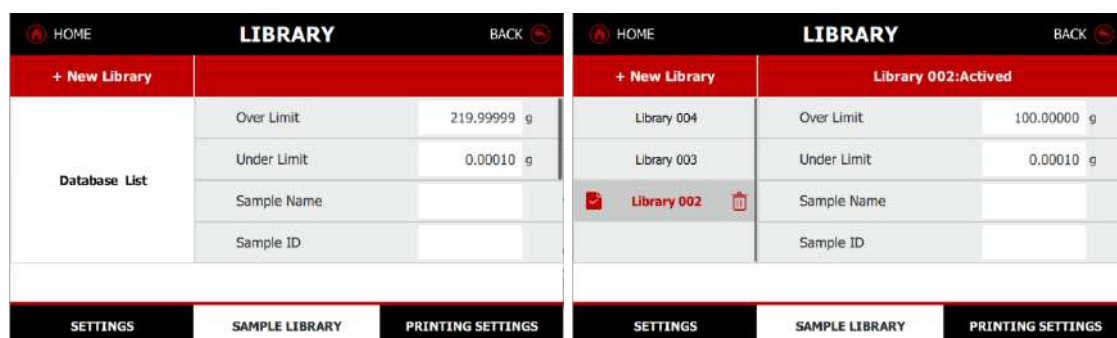 HOME LIBRARY BACK
+ New Library
Over Limit 219.99999 g
Under Limit 0.00010 g
Database List
Sample Name
Sample ID
SETTINGS SAMPLE LIBRARY PRINTING SETTINGS
HOME LIBRARY BACK
+ New Library Library 002:Actived
Library 004 Over Limit 100.00000 g
Library 003 Under Limit 0.00010 g
Library 002 Sample Name
Sample ID
SETTINGS SAMPLE LIBRARY PRINTING SETTINGS